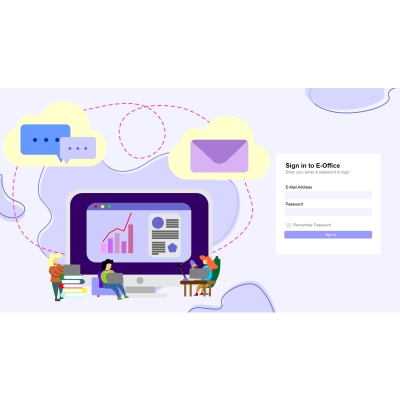 Sign in to E-Office
Enter your email & password to login
E-Mail Address
Password
Remember Password
Sign In